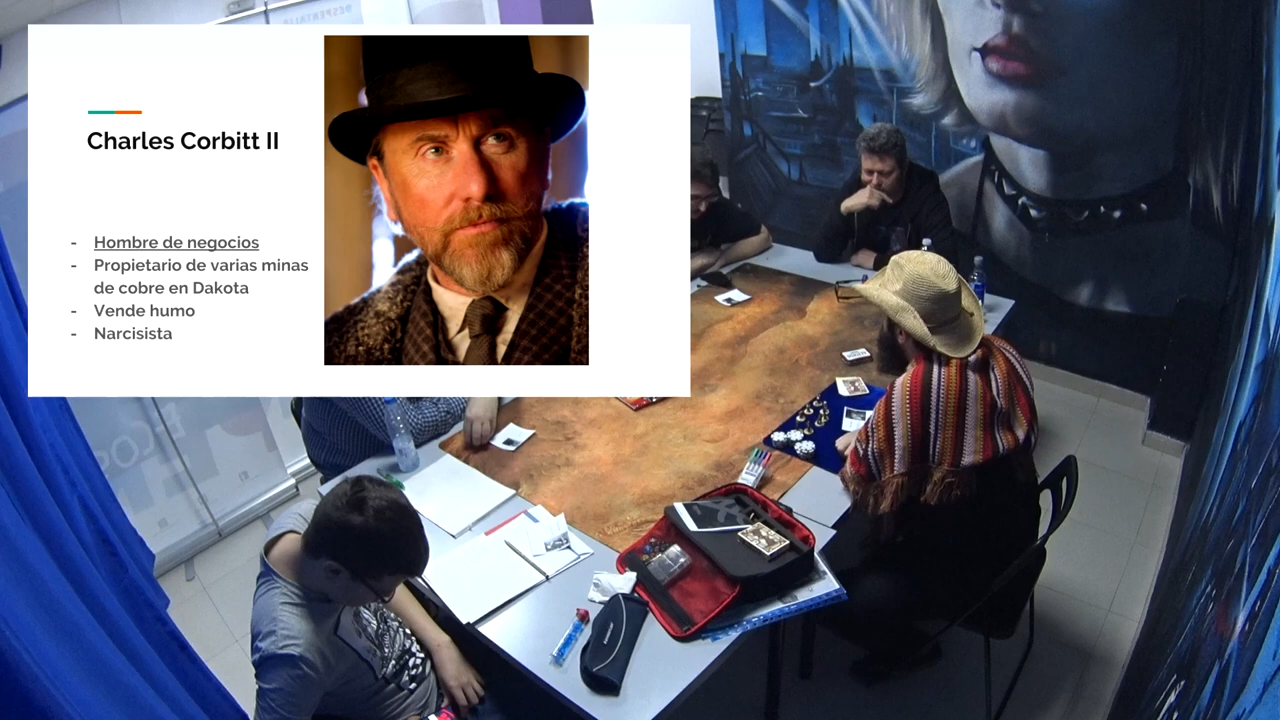 Charles Corbitt II
- Hombre de negocios
- Propietario de varias minas
de cobre en Dakota
- Vende humo
- Narcisista